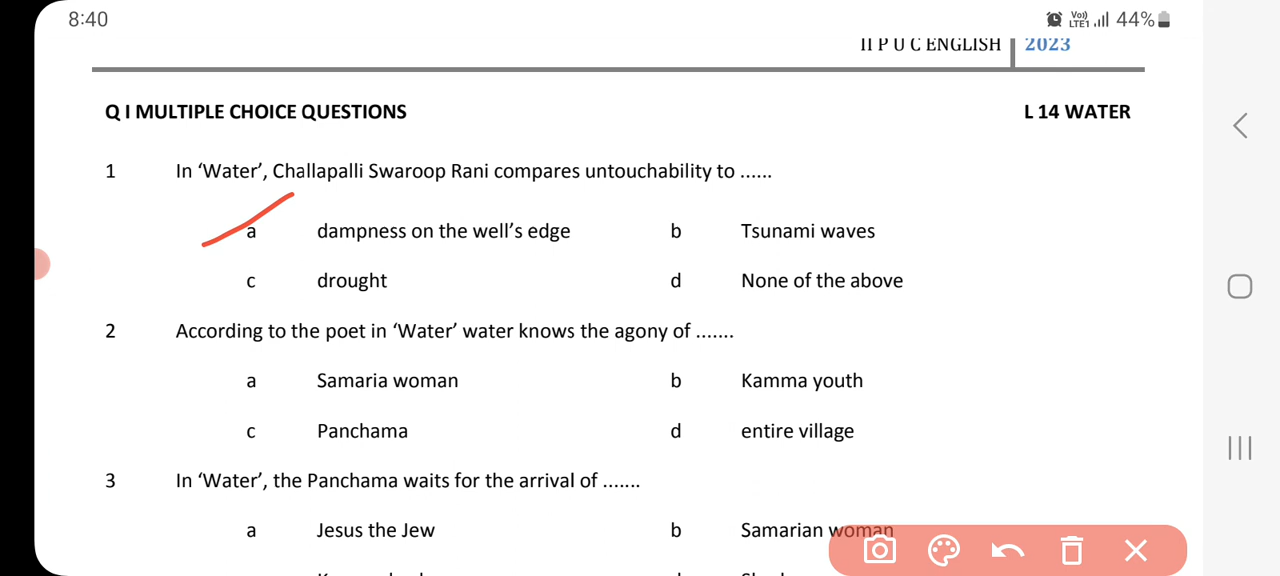 8:40 Vo)) LTE1 44%
II P U C ENGLISH 2023
Q I MULTIPLE CHOICE QUESTIONS L 14 WATER
1 In ‘Water’, Challapalli Swaroop Rani compares untouchability to ......
a dampness on the well’s edge b Tsunami waves
c drought d None of the above
2 According to the poet in ‘Water’ water knows the agony of .......
a Samaria woman b Kamma youth
c Panchama d entire village
3 In ‘Water’, the Panchama waits for the arrival of .......
a Jesus the Jew b Samarian woman